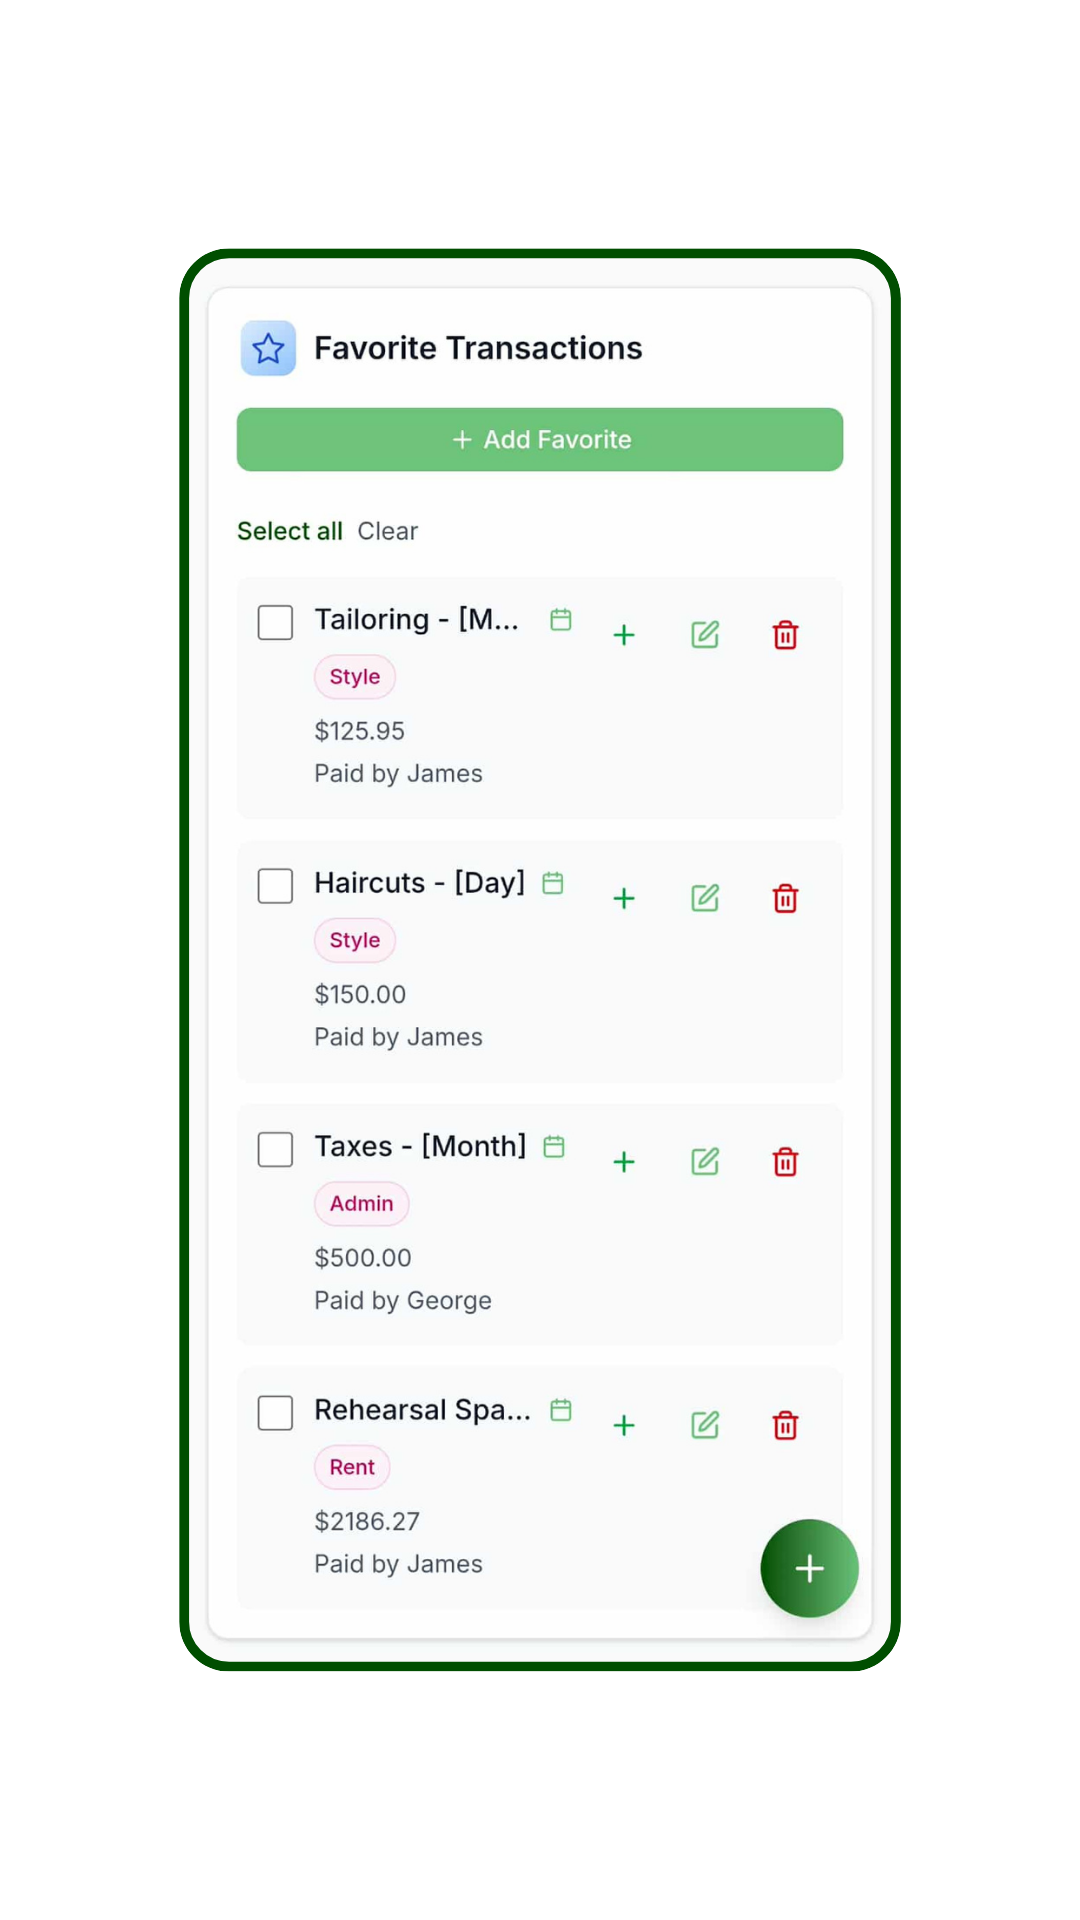 Favorite Transactions
+ Add Favorite
Select all Clear
Tailoring - [M...
Style
$125.95
Paid by James
Haircuts - [Day]
Style
$150.00
Paid by James
Taxes - [Month]
Admin
$500.00
Paid by George
Rehearsal Spa...
Rent
$2186.27
Paid by James